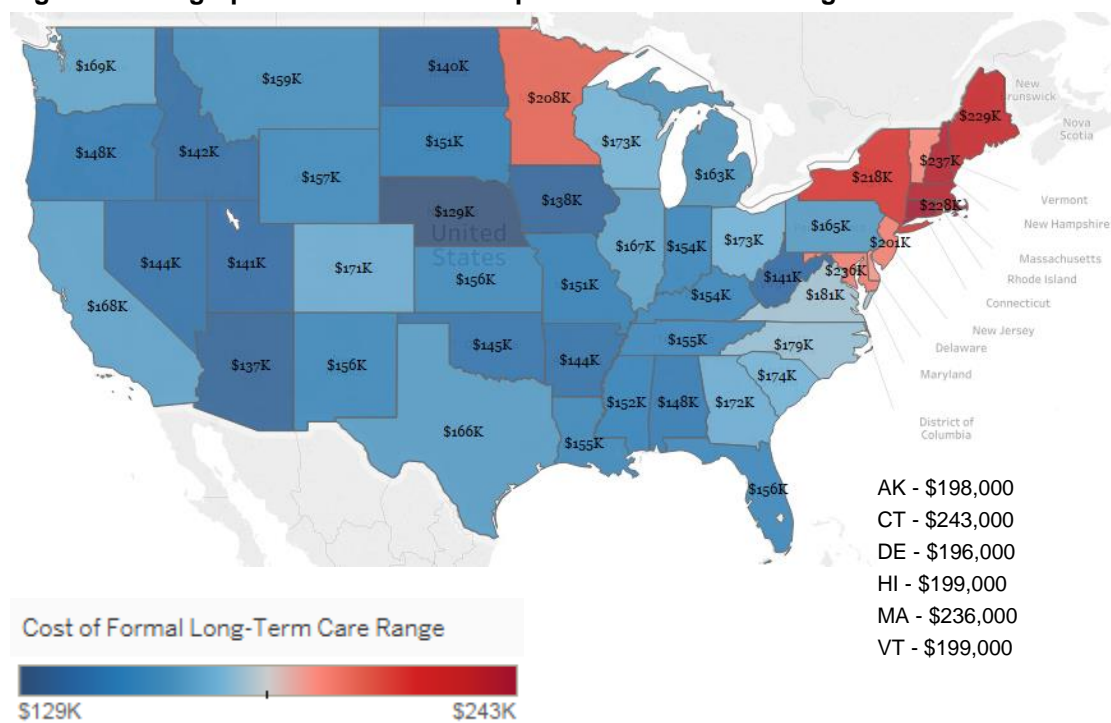 $169K
$159K
$140K
$208K
$229K
New
Brunswick
Nova
Scotia
$148K
$142K
$151K
$173K
$163K
$218K
$237K
$157K
$228K
Vermont
New Hampshire
Massachusetts
Rhode Island
Connecticut
New Jersey
Delaware
Maryland
District of
Columbia
$129K
United
States
$138K
$165K
$201K
$144K
$141K
$171K
$156K
$167K
$154K
$173K
$141K
$236K
$181K
$168K
$151K
$154K
$137K
$156K
$145K
$144K
$155K
$179K
$174K
$166K
$155K
$152K
$148K
$172K
$156K
AK - $198,000
CT - $243,000
DE - $196,000
HI - $199,000
MA - $236,000
VT - $199,000
Cost of Formal Long-Term Care Range
$129K
$243K